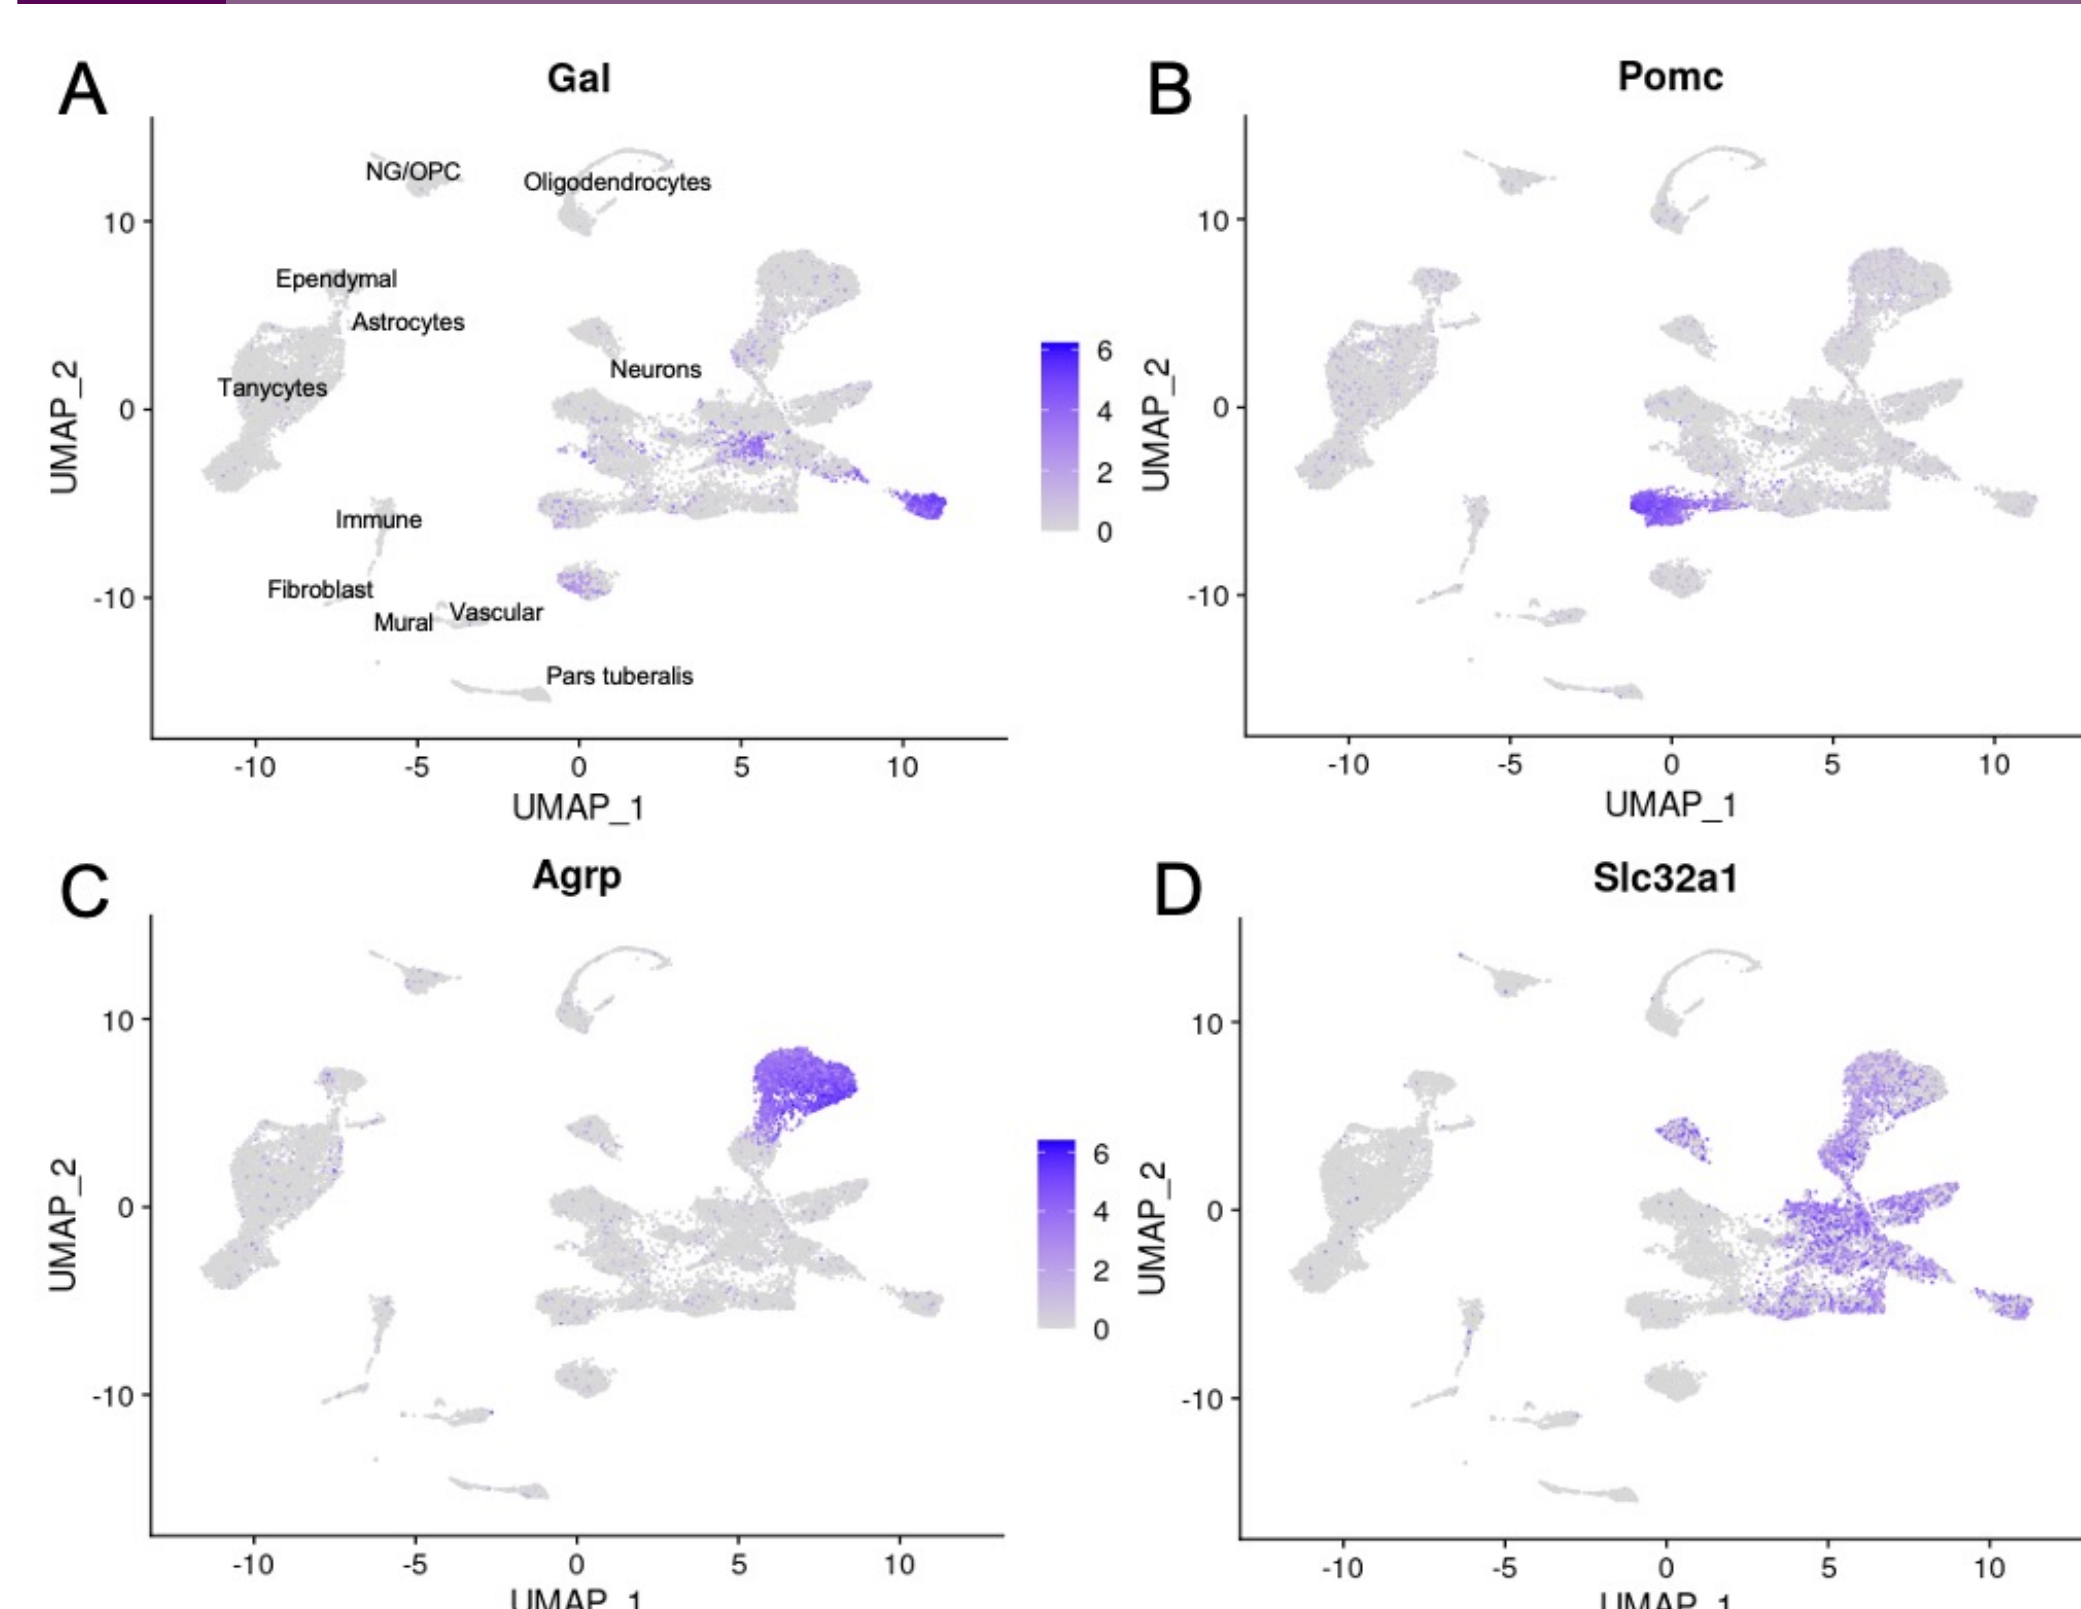 A
Gal
NG/OPC
Oligodendrocytes
Ependymal
Astrocytes
Neurons
Tanycytes
Immune
Fibroblast
Mural
Vascular
Pars tuberalis
10
0
-10
UMAP_2
-10
-5
0
5
10
UMAP_1
6
4
2
0
B
Pomc
10
0
-10
UMAP_2
-10
-5
0
5
10
UMAP_1
C
Agrp
10
0
-10
UMAP_2
-10
-5
0
5
10
UMAP_1
6
4
2
0
D
Slc32a1
10
0
-10
UMAP_2
-10
-5
0
5
10
UMAP_1